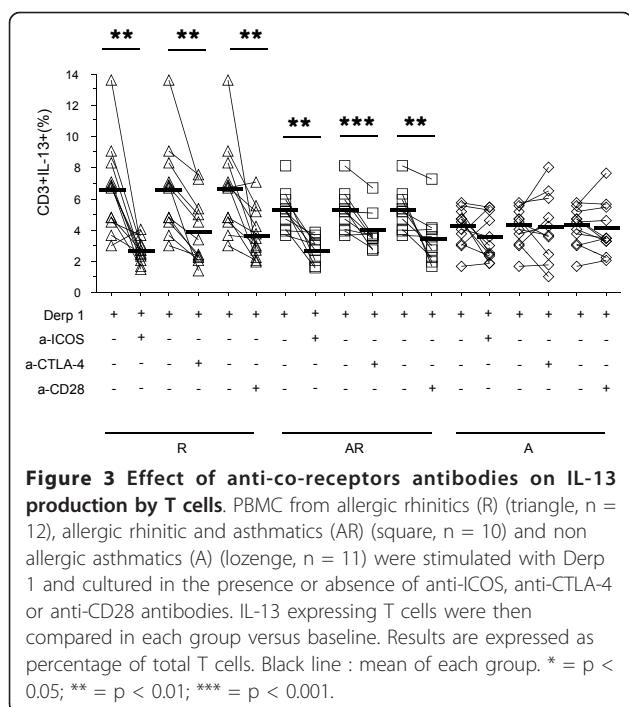 ** ** **
14
12
10
8
6
4
2
0
CD3+IL-13+(%)
** *** **
Derp 1 + + + + + + + + + + + + + + + + + +
a-ICOS - + - - - - - + - - - - - + - - - -
a-CTLA-4 - - - + - - - - - + - - - - - + - -
a-CD28 - - - - - + - - - - - + - - - - - +
R AR A
Figure 3 Effect of anti-co-receptors antibodies on IL-13
production by T cells. PBMC from allergic rhinitics (R) (triangle, n =
12), allergic rhinitic and asthmatics (AR) (square, n = 10) and non
allergic asthmatics (A) (lozenge, n = 11) were stimulated with Derp
1 and cultured in the presence or absence of anti-ICOS, anti-CTLA-4
or anti-CD28 antibodies. IL-13 expressing T cells were then
compared in each group versus baseline. Results are expressed as
percentage of total T cells. Black line : mean of each group. * = p <
0.05; ** = p < 0.01; *** = p < 0.001.